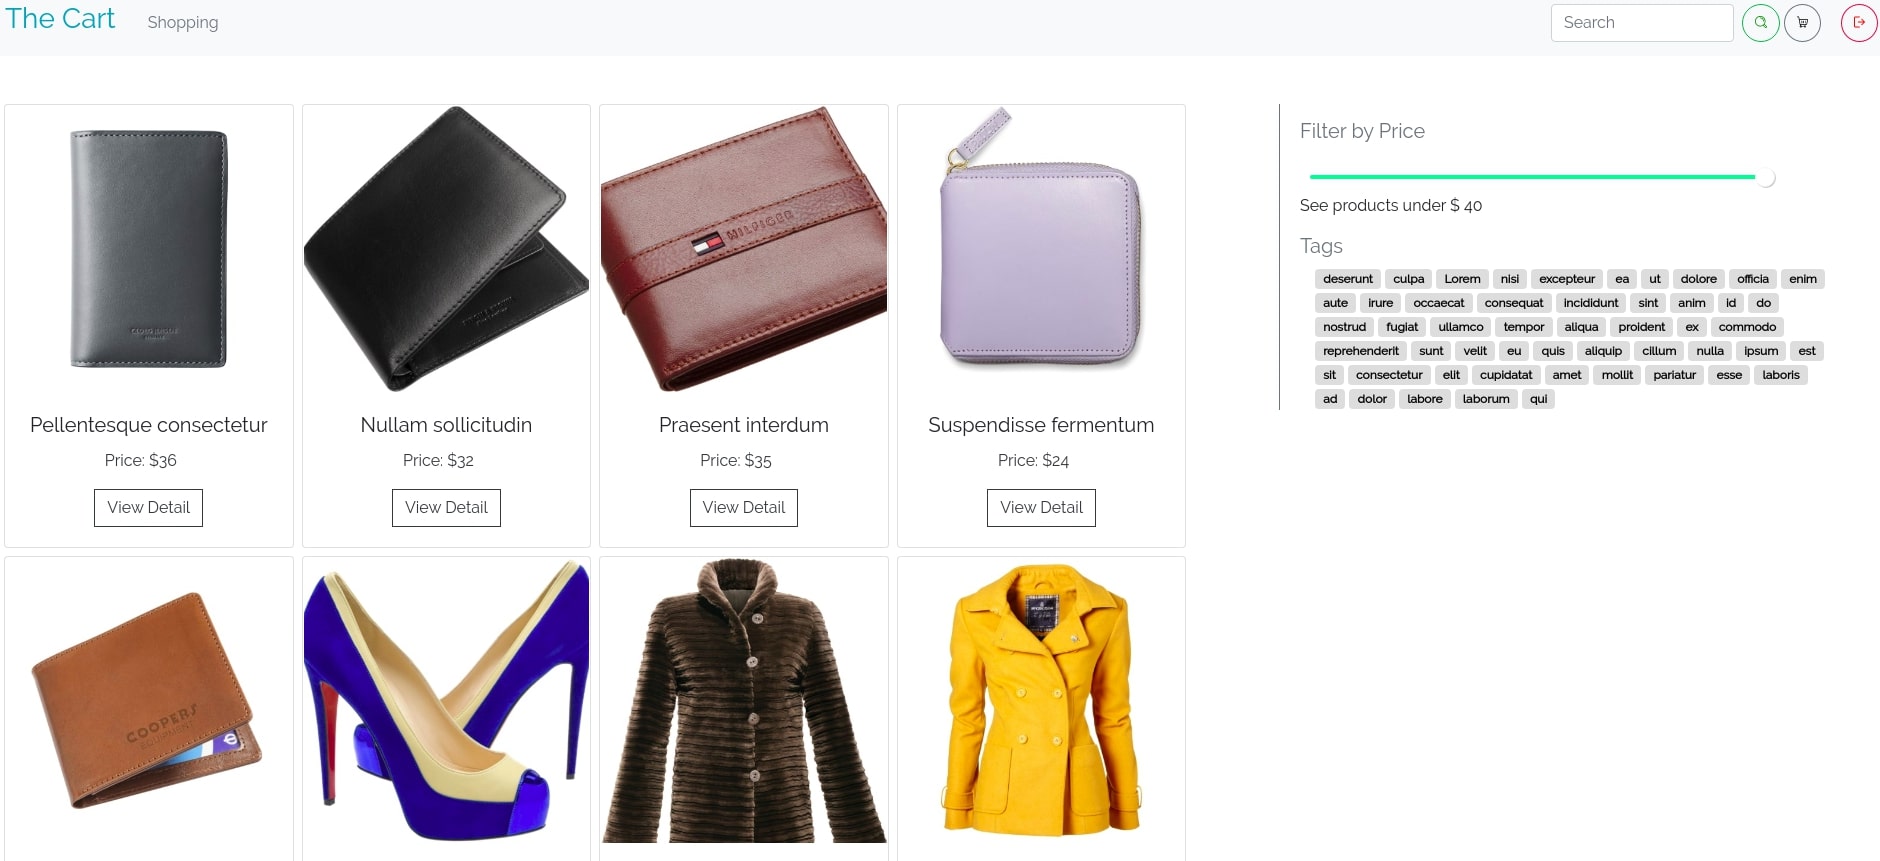 The Cart
Shopping
Search
Filter by Price
See products under $ 40
Tags
deserunt culpa Lorem nisi excepteur ea ut dolore officia enim
aute irure occaecat consequat incididunt sint anim id do
nostrud fugiat ullamco tempor aliqua proident ex commodo
reprehenderit sunt velit eu quis aliquip cillum nulla ipsum est
sit consectetur elit cupidatat amet mollit pariatur esse laboris
ad dolor labore laborum qui
HILFIGER
Pellentesque consectetur
Price: $36
View Detail
Nullam sollicitudin
Price: $32
View Detail
Praesent interdum
Price: $35
View Detail
Suspendisse fermentum
Price: $24
View Detail
COOPERS
EQUIPMENT